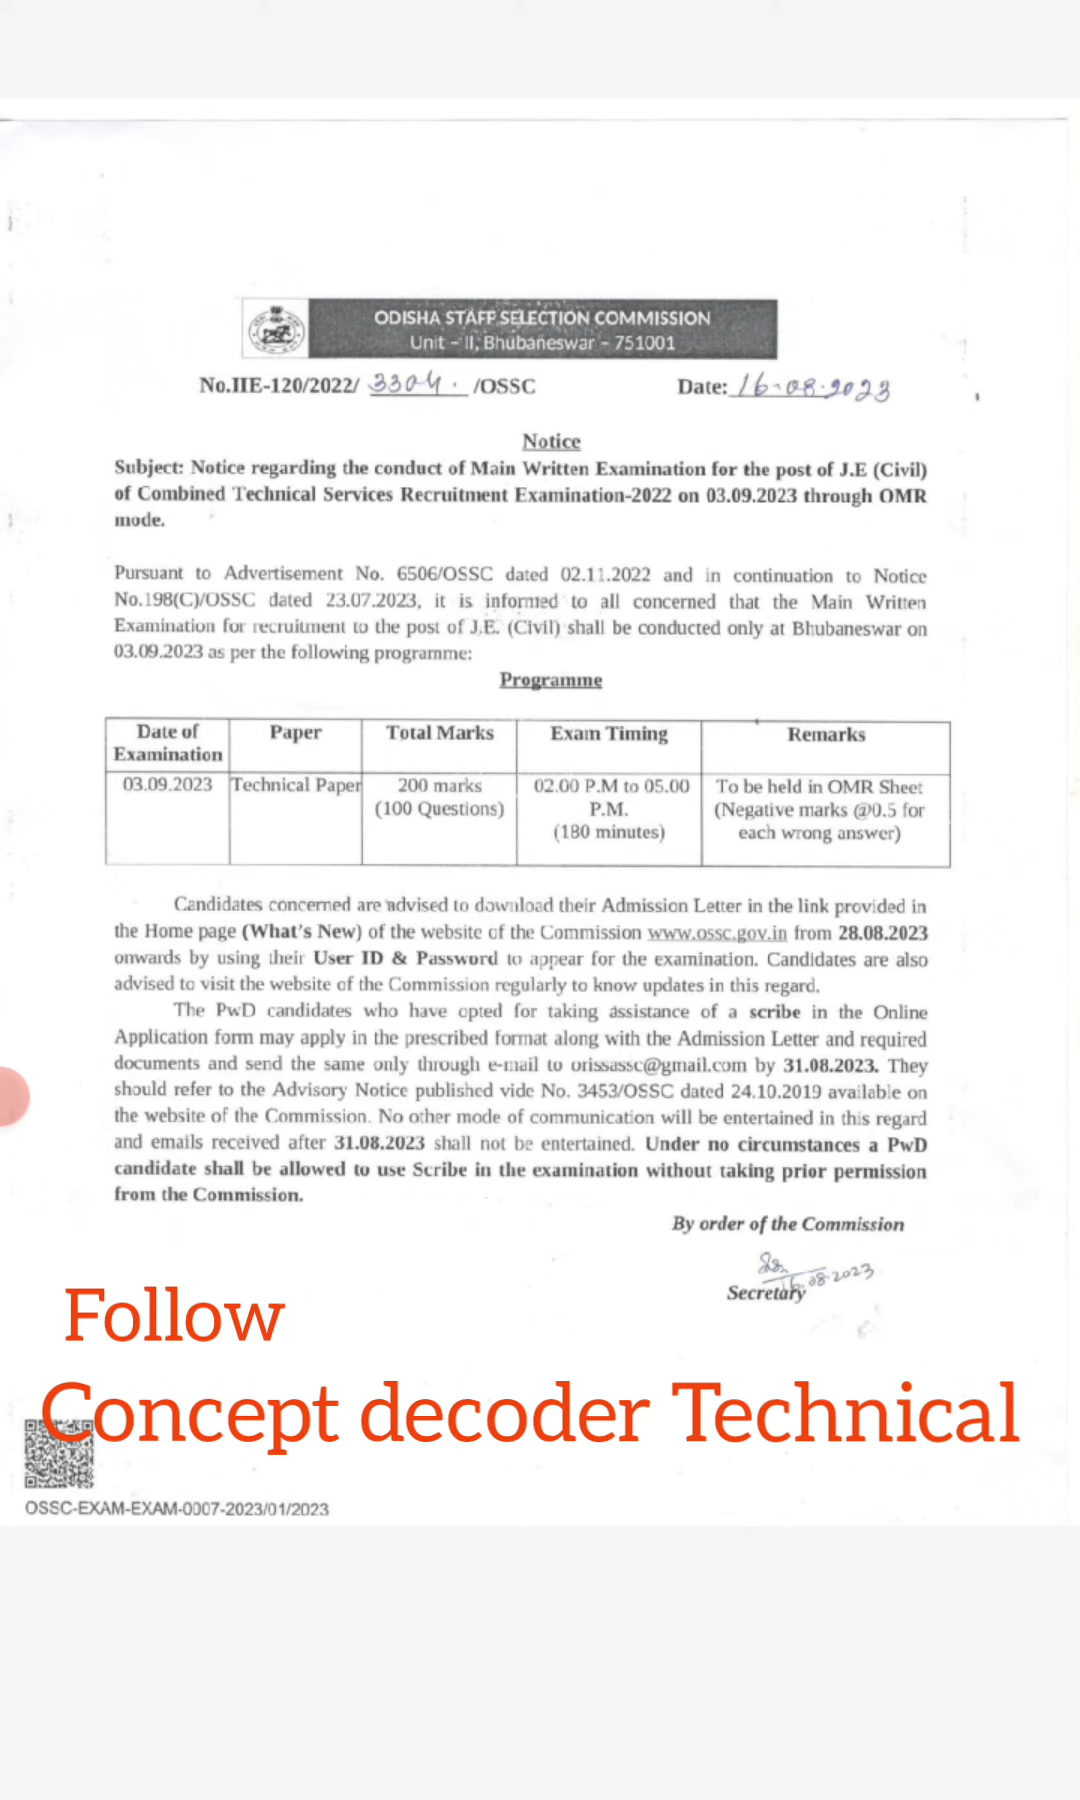 ODISHA STAFF SELECTION COMMISSION
Unit – II, Bhubaneswar – 751001
No.IIE-120/2022/ 3304. /OSSC Date: 16-08-2023
Notice
Subject: Notice regarding the conduct of Main Written Examination for the post of J.E (Civil)
of Combined Technical Services Recruitment Examination-2022 on 03.09.2023 through OMR
mode.
Pursuant to Advertisement No. 6506/OSSC dated 02.11.2022 and in continuation to Notice
No.198(C)/OSSC dated 23.07.2023, it is informed to all concerned that the Main Written
Examination for recruitment to the post of J.E. (Civil) shall be conducted only at Bhubaneswar on
03.09.2023 as per the following programme:
Programme
Date of Examination Paper Total Marks Exam Timing Remarks
03.09.2023 Technical Paper 200 marks 02.00 P.M to 05.00 To be held in OMR Sheet
(100 Questions) P.M. (Negative marks @0.5 for
(180 minutes) each wrong answer)
Candidates concerned are advised to download their Admission Letter in the link provided in
the Home page (What's New) of the website of the Commission www.ossc.gov.in from 28.08.2023
onwards by using their User ID & Password to appear for the examination. Candidates are also
advised to visit the website of the Commission regularly to know updates in this regard.
The PwD candidates who have opted for taking assistance of a scribe in the Online
Application form may apply in the prescribed format along with the Admission Letter and required
documents and send the same only through e-mail to orissassc@gmail.com by 31.08.2023. They
should refer to the Advisory Notice published vide No. 3453/OSSC dated 24.10.2019 available on
the website of the Commission. No other mode of communication will be entertained in this regard
and emails received after 31.08.2023 shall not be entertained. Under no circumstances a PwD
candidate shall be allowed to use Scribe in the examination without taking prior permission
from the Commission.
By order of the Commission
16.08.2023
Secretary
Follow
Concept decoder Technical
OSSC-EXAM-EXAM-0007-2023/01/2023